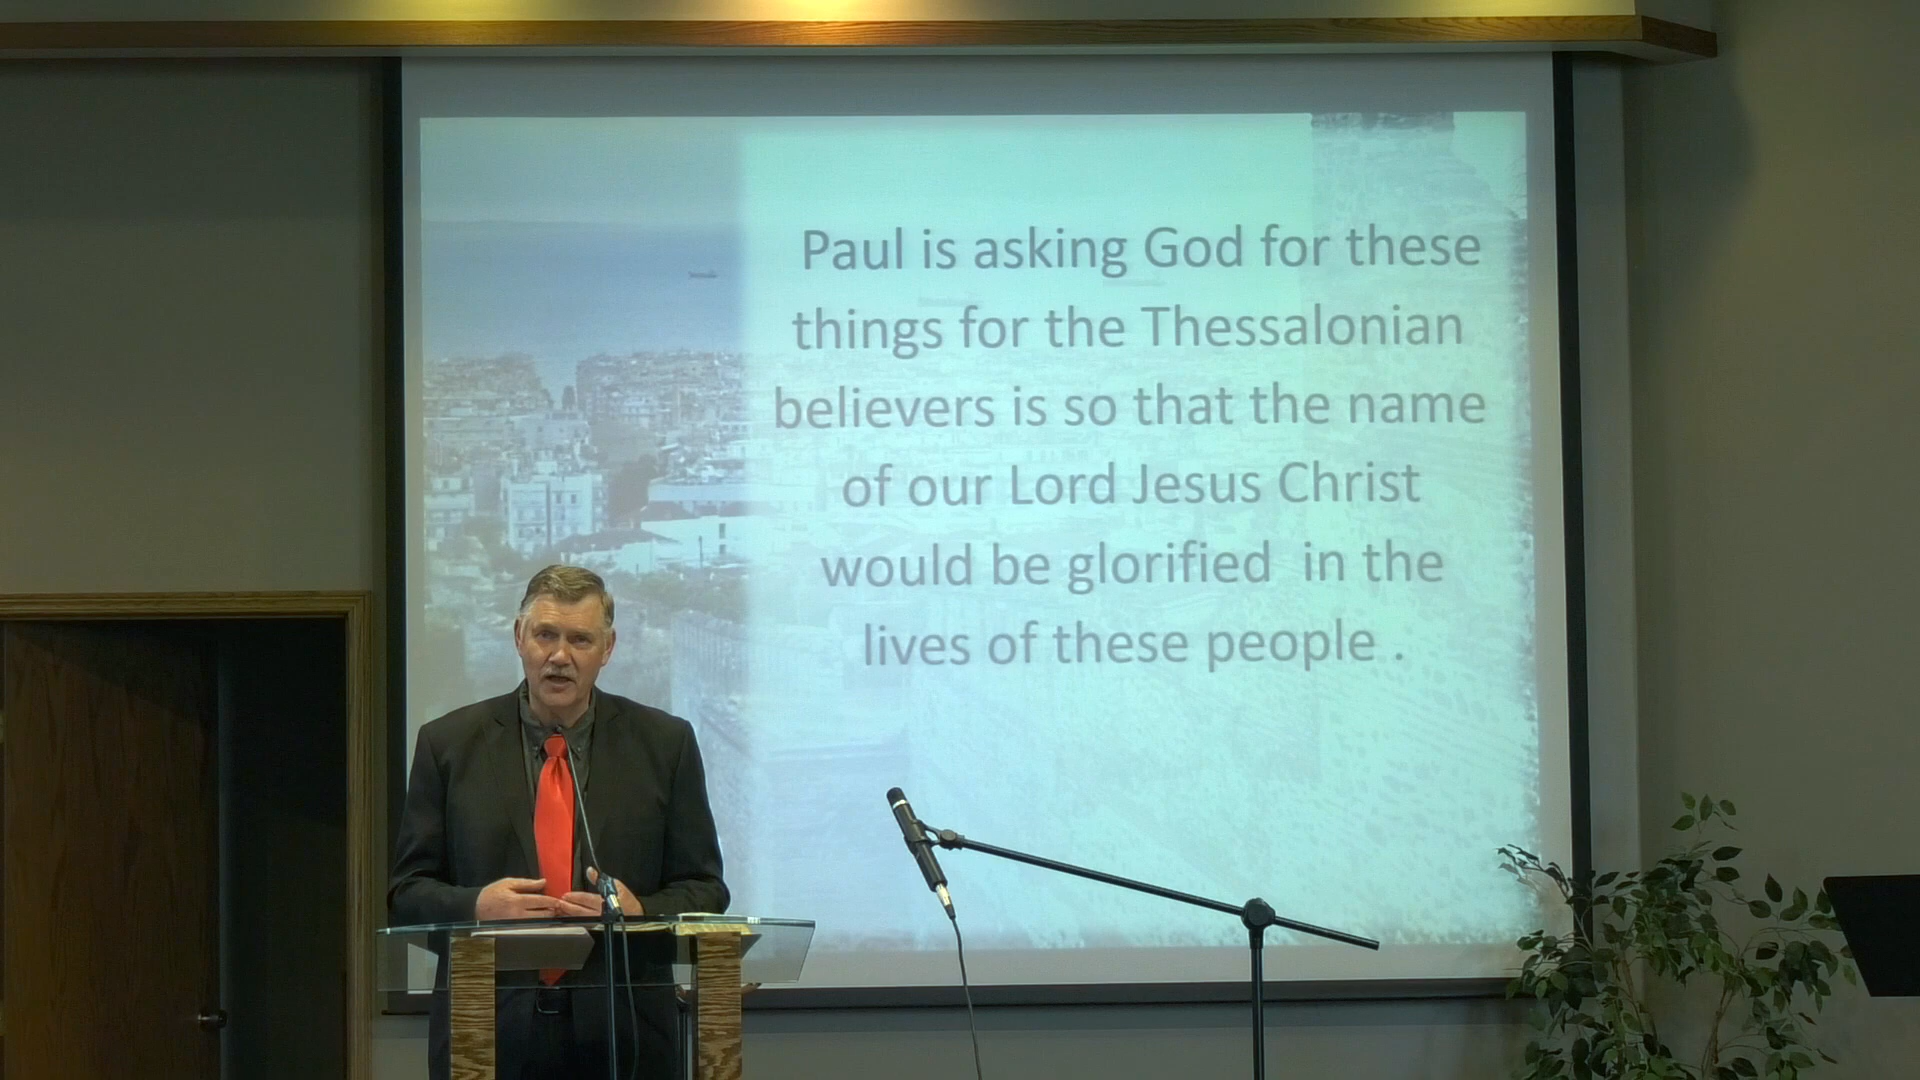 Paul is asking God for these
things for the Thessalonian
believers is so that the name
of our Lord Jesus Christ
would be glorified  in the
lives of these people .